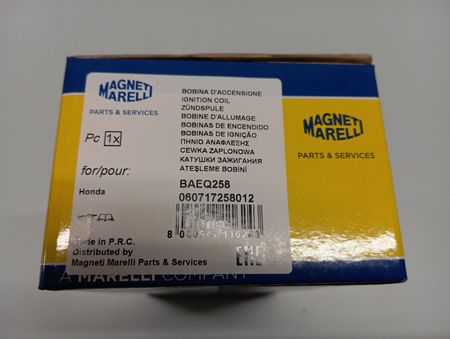 MAGNETI
MARELLI
PARTS & SERVICES
Pc 1x
for/pour:
Honda
BOBINA D'ACCENSIONE
IGNITION COIL
ZÜNDSPULE
BOBINE D'ALLUMAGE
BOBINAS DE ENCENDIDO
BOBINAS DE IGNIÇÃO
ΠΗΝΙΟ ΑΝΑΦΛΕΞΗΣ
CEWKA ZAPŁONOWA
КАТУШКИ ЗАЖИГАНИЯ
ATEŞLEME BOBİNİ
BAEQ258
060717258012
Made in P.R.C.
Distributed by
Magneti Marelli Parts & Services
EAC
A MARELLI COMPANY
MAGNETI
MARELLI
PARTS & SERVICES